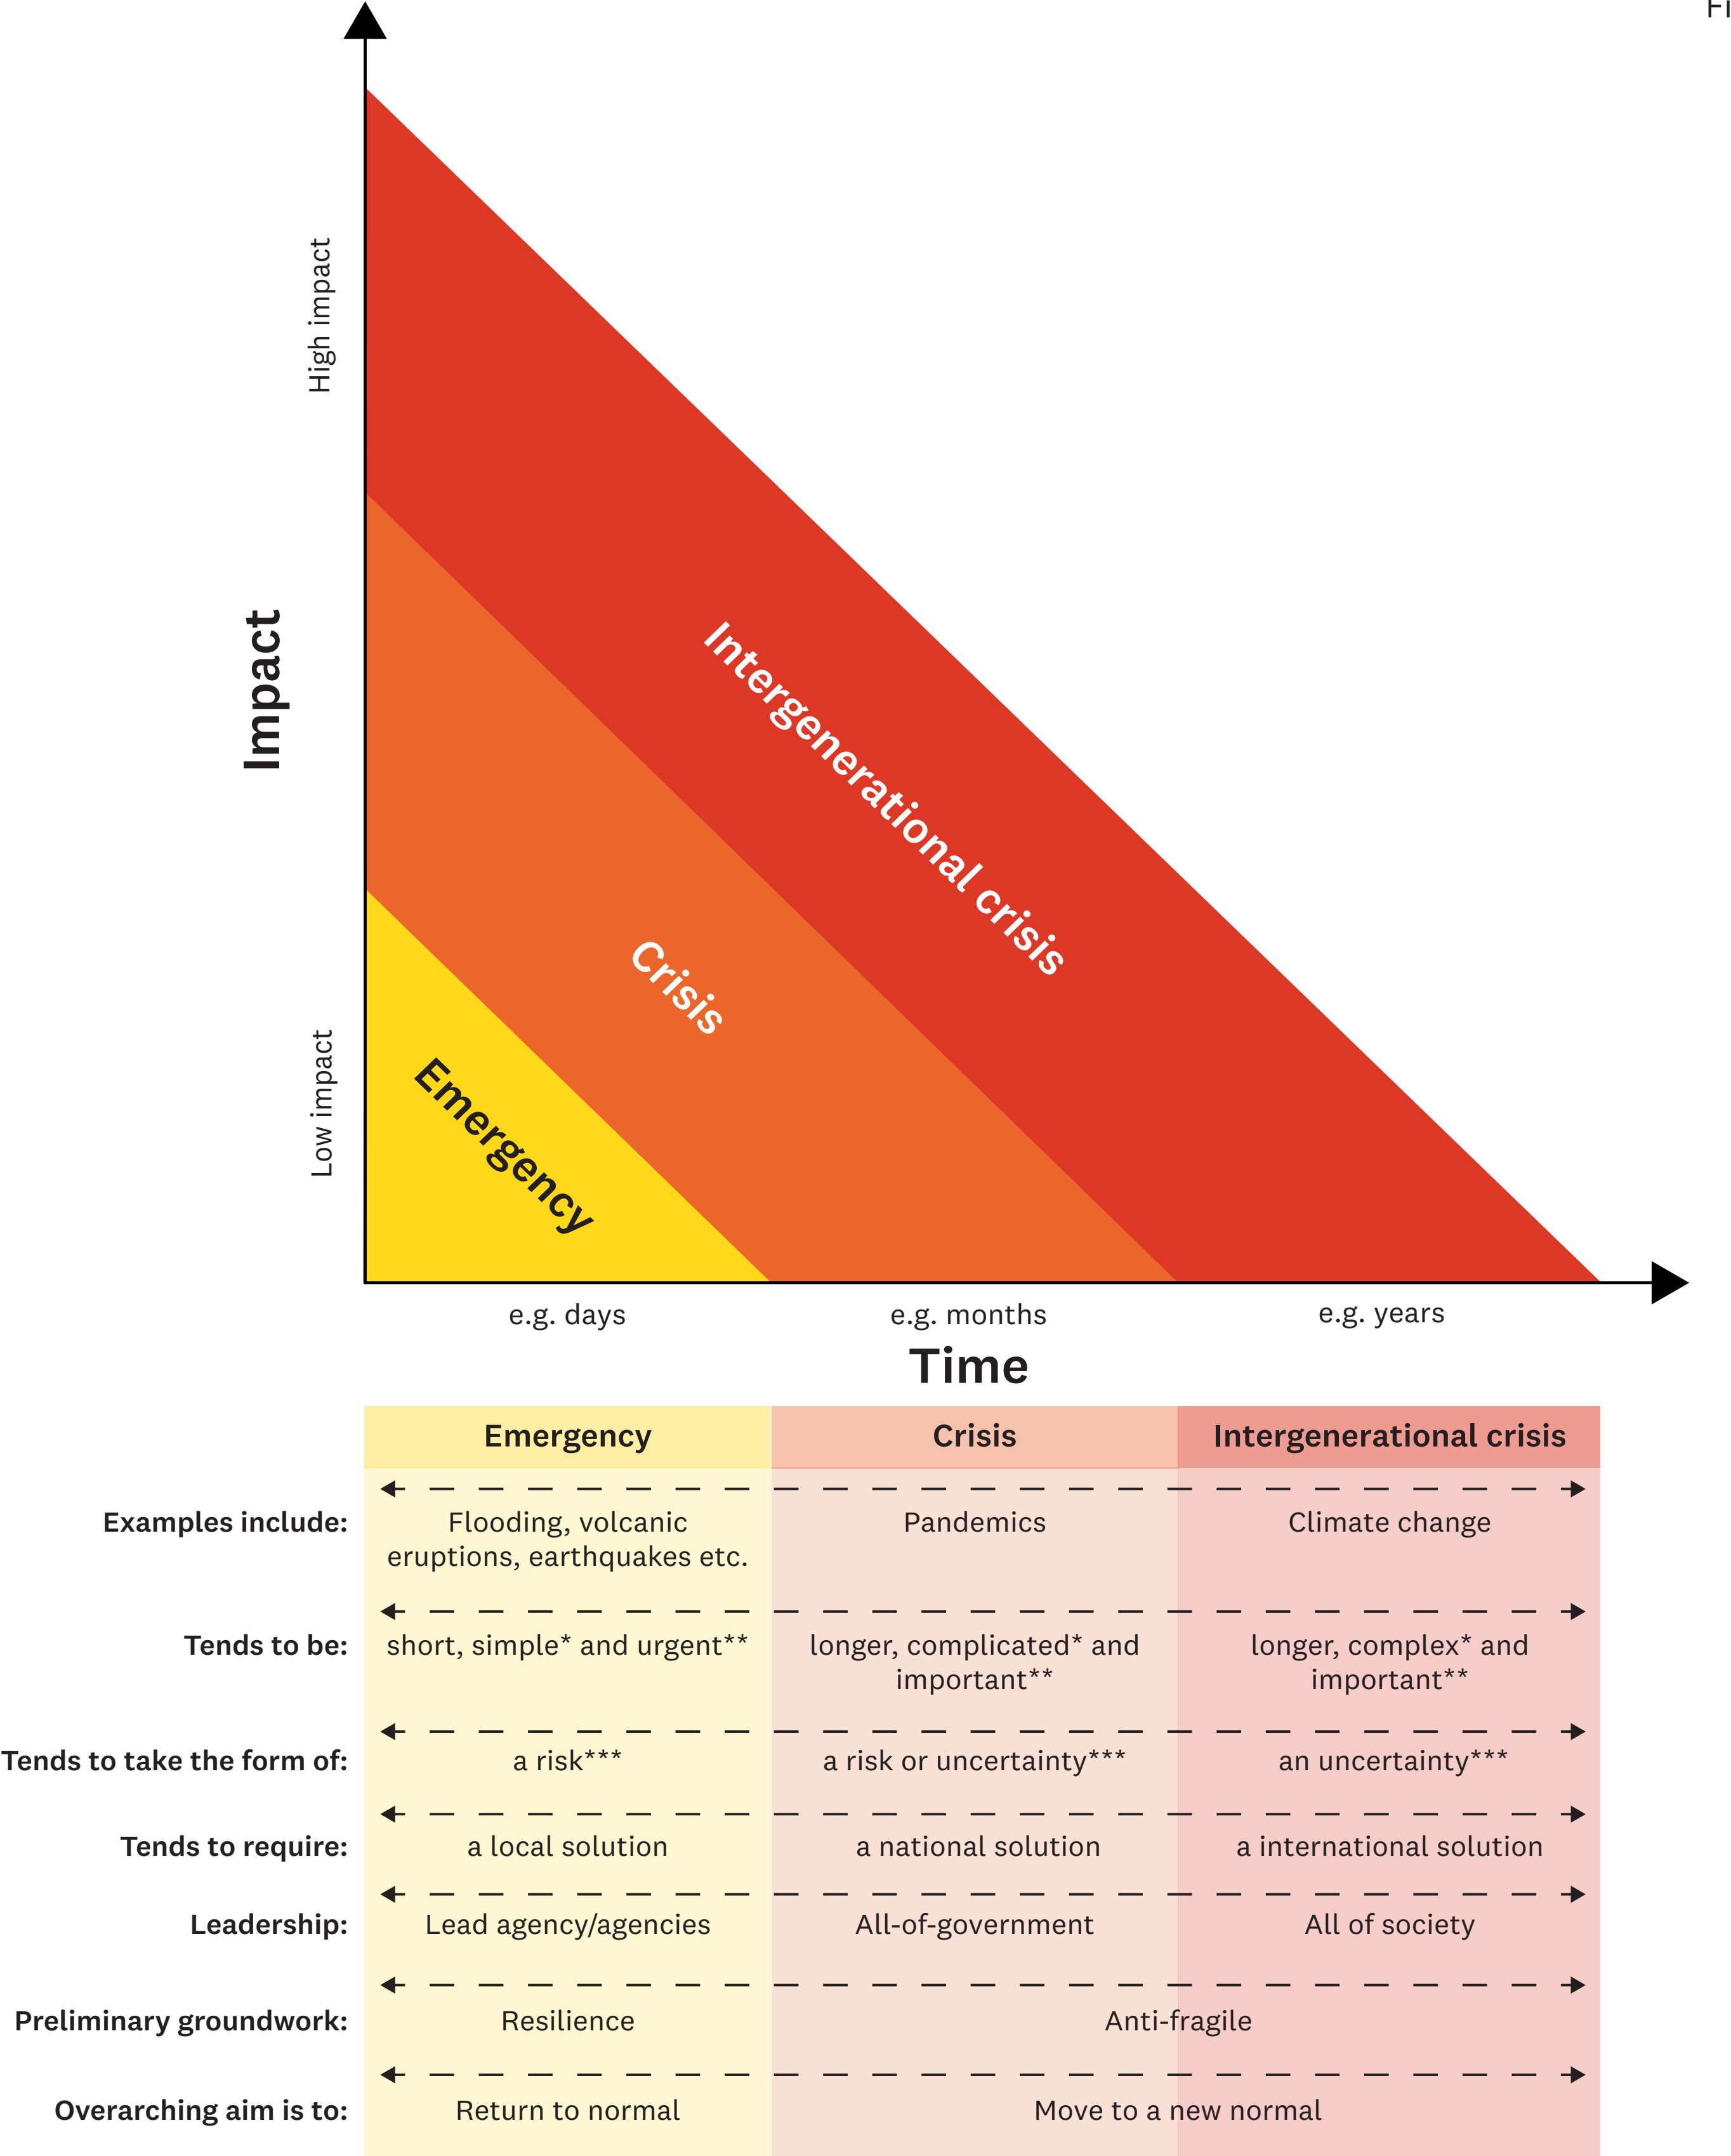 Fi
High impact
Impact
Low impact
Intergenerational crisis
Crisis
Emergency
e.g. days
e.g. months
e.g. years
Time
Emergency
Crisis
Intergenerational crisis
Examples include:
Flooding, volcanic
eruptions, earthquakes etc.
Pandemics
Climate change
Tends to be:
short, simple* and urgent**
longer, complicated* and
important**
longer, complex* and
important**
Tends to take the form of:
a risk***
a risk or uncertainty***
an uncertainty***
Tends to require:
a local solution
a national solution
a international solution
Leadership:
Lead agency/agencies
All-of-government
All of society
Preliminary groundwork:
Resilience
Anti-fragile
Overarching aim is to:
Return to normal
Move to a new normal